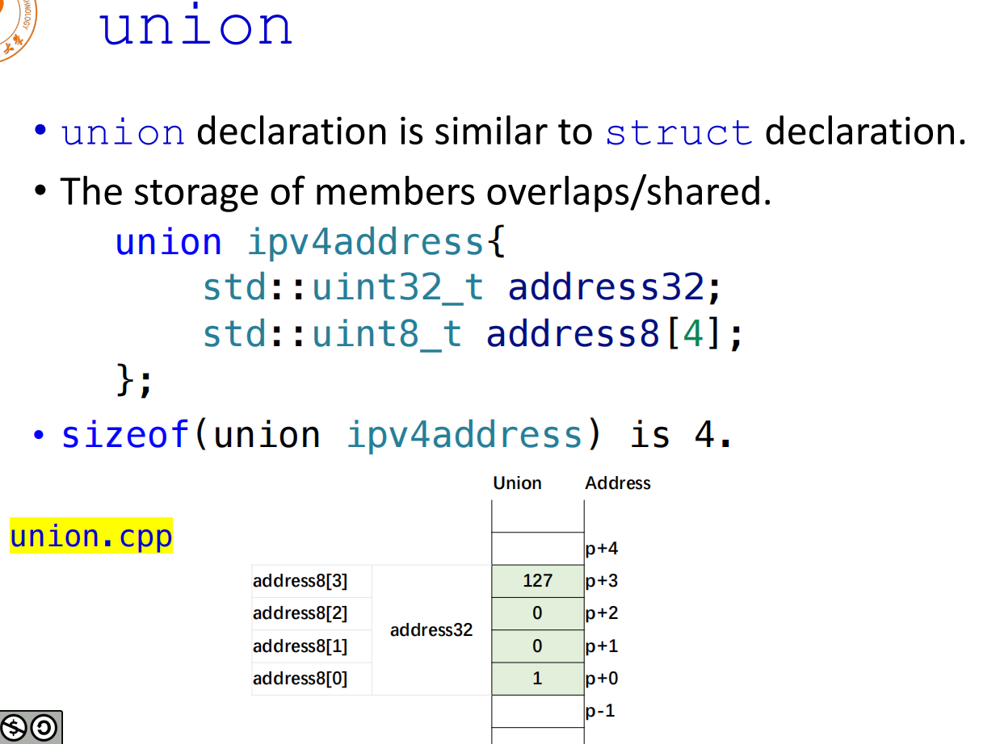 union
• union declaration is similar to struct declaration.
• The storage of members overlaps/shared.
union ipv4address{
std::uint32_t address32;
std::uint8_t address8[4];
};
• sizeof(union ipv4address) is 4.
union.cpp
Union Address
p+4
address8[3] 127 p+3
address8[2] 0 p+2
address32
address8[1] 0 p+1
address8[0] 1 p+0
p-1